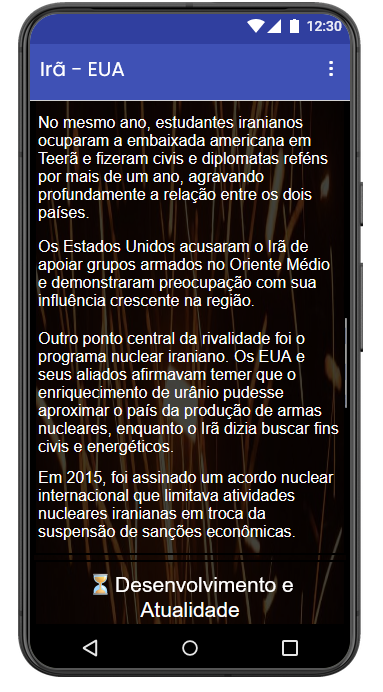 12:30
Irã - EUA
No mesmo ano, estudantes iranianos
ocuparam a embaixada americana em
Teerã e fizeram civis e diplomatas reféns
por mais de um ano, agravando
profundamente a relação entre os dois
países.
Os Estados Unidos acusaram o Irã de
apoiar grupos armados no Oriente Médio
e demonstraram preocupação com sua
influência crescente na região.
Outro ponto central da rivalidade foi o
programa nuclear iraniano. Os EUA e
seus aliados afirmavam temer que o
enriquecimento de urânio pudesse
aproximar o país da produção de armas
nucleares, enquanto o Irã dizia buscar fins
civis e energéticos.
Em 2015, foi assinado um acordo nuclear
internacional que limitava atividades
nucleares iranianas em troca da
suspensão de sanções econômicas.
⏳Desenvolvimento e
Atualidade